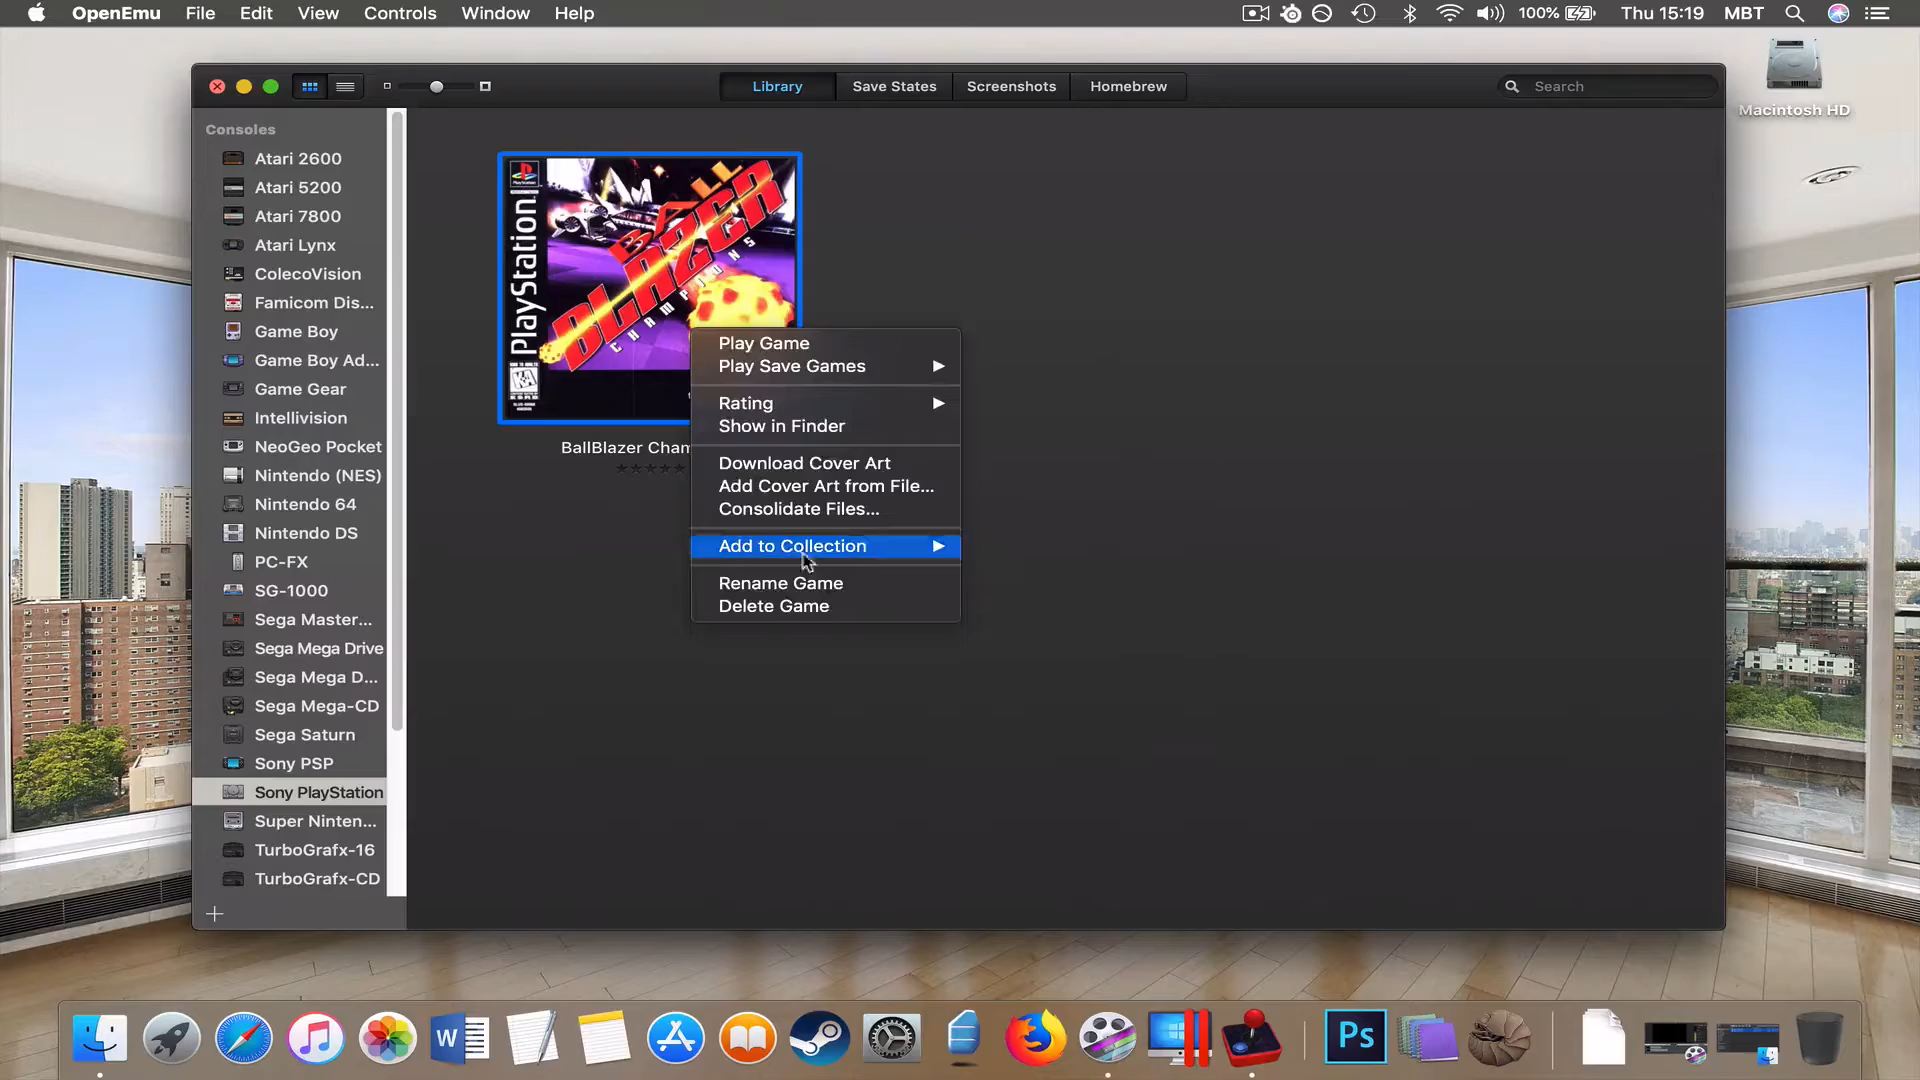 OpenEmu File Edit View Controls Window Help
100% Thu 15:19 MBT
Macintosh HD
Library Save States Screenshots Homebrew
Search
Consoles
Atari 2600
Atari 5200
Atari 7800
Atari Lynx
ColecoVision
Famicom Dis...
Game Boy
Game Boy Ad...
Game Gear
Intellivision
NeoGeo Pocket
Nintendo (NES)
Nintendo 64
Nintendo DS
PC-FX
SG-1000
Sega Master...
Sega Mega Drive
Sega Mega D...
Sega Mega-CD
Sega Saturn
Sony PSP
Sony PlayStation
Super Ninten...
TurboGrafx-16
TurboGrafx-CD
PlayStation
BALL
BLAZER
CHAMPIONS
K-A
BallBlazer Cham
Play Game
Play Save Games
Rating
Show in Finder
Download Cover Art
Add Cover Art from File...
Consolidate Files...
Add to Collection
Rename Game
Delete Game
W
Ps